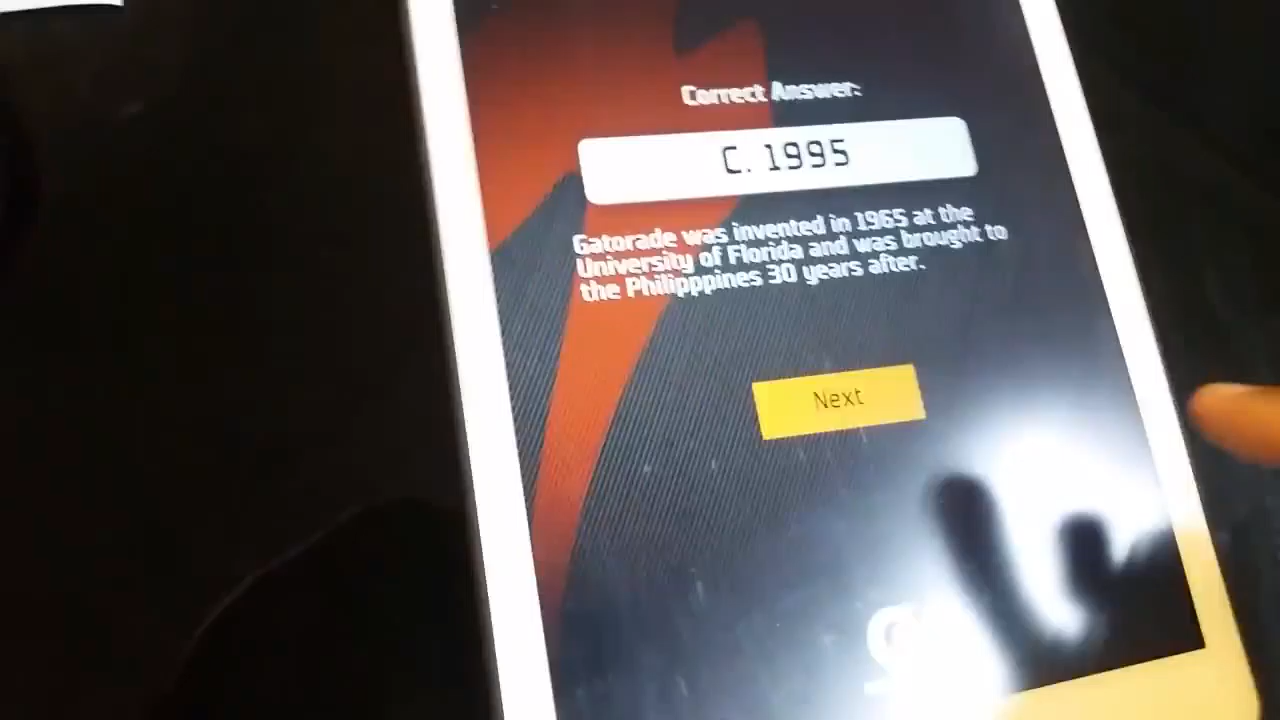 Correct Answer:
C. 1995
Gatorade was invented in 1965 at the
University of Florida and was brought to
the Philipppines 30 years after.
Next